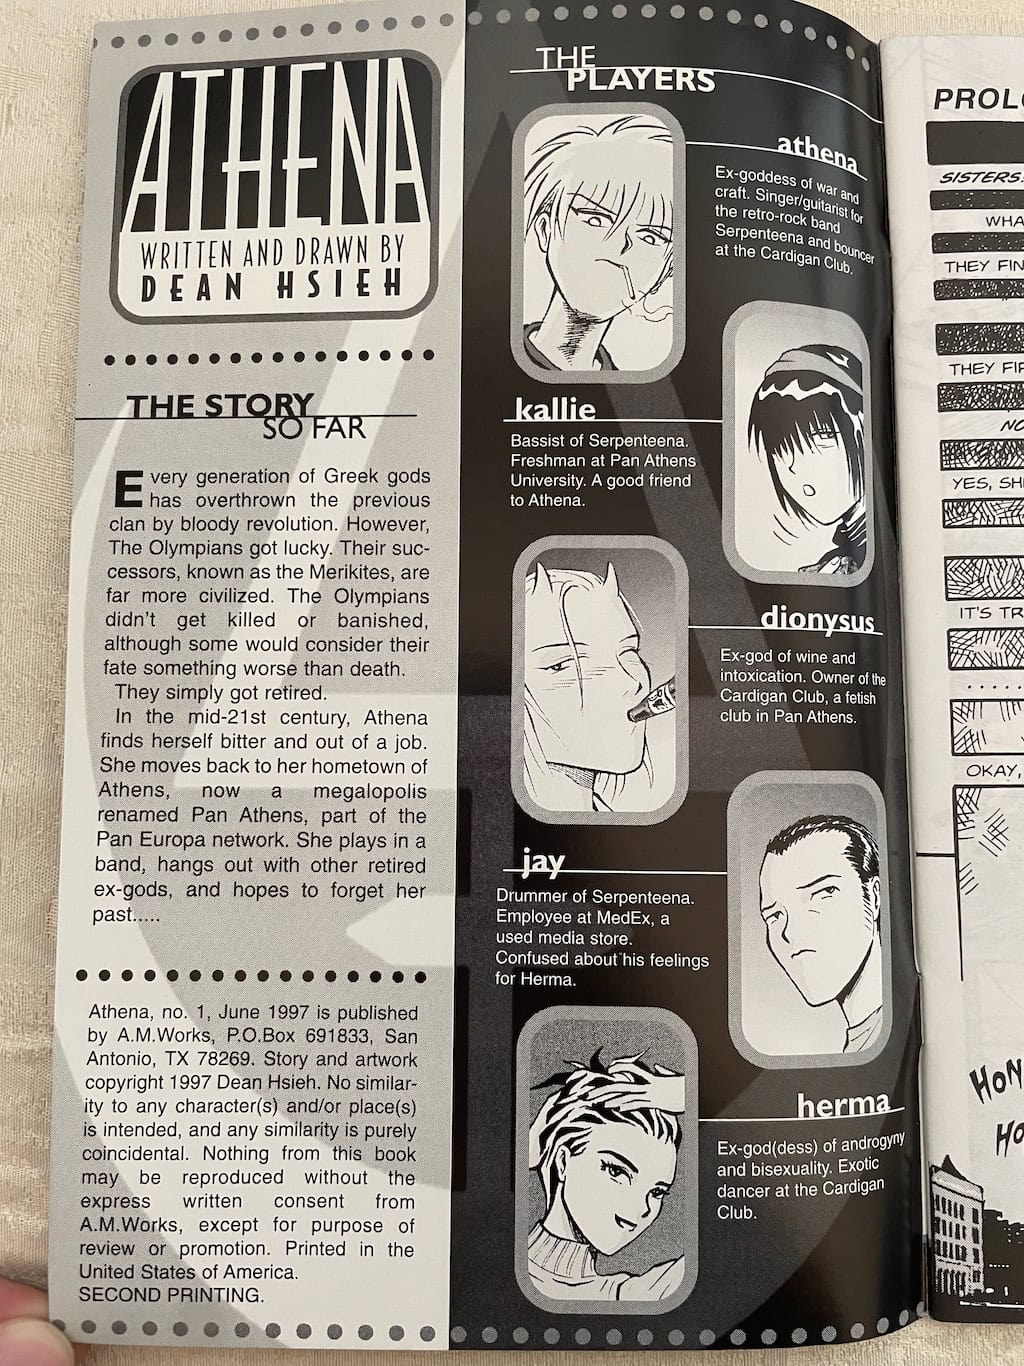 ATHENA
WRITTEN AND DRAWN BY
DEAN HSIEH
THE STORY
SO FAR
Every generation of Greek gods
has overthrown the previous
clan by bloody revolution. However,
The Olympians got lucky. Their suc-
cessors, known as the Merikites, are
far more civilized. The Olympians
didn't get killed or banished,
although some would consider their
fate something worse than death.
They simply got retired.
In the mid-21st century, Athena
finds herself bitter and out of a job.
She moves back to her hometown of
Athens, now a megalopolis
renamed Pan Athens, part of the
Pan Europa network. She plays in a
band, hangs out with other retired
ex-gods, and hopes to forget her
past.....
Athena, no. 1, June 1997 is published
by A.M.Works, P.O.Box 691833, San
Antonio, TX 78269. Story and artwork
copyright 1997 Dean Hsieh. No similar-
ity to any character(s) and/or place(s)
is intended, and any similarity is purely
coincidental. Nothing from this book
may be reproduced without the
express written consent from
A.M.Works, except for purpose of
review or promotion. Printed in the
United States of America.
SECOND PRINTING.
THE
PLAYERS
athena
Ex-goddess of war and
craft. Singer/guitarist for
the retro-rock band
Serpenteena and bouncer
at the Cardigan Club.
kallie
Bassist of Serpenteena.
Freshman at Pan Athens
University. A good friend
to Athena.
dionysus
Ex-god of wine and
intoxication. Owner of the
Cardigan Club, a fetish
club in Pan Athens.
jay
Drummer of Serpenteena.
Employee at MedEx, a
used media store.
Confused about his feelings
for Herma.
herma
Ex-god(dess) of androgyny
and bisexuality. Exotic
dancer at the Cardigan
Club.
PROLO
SISTERS
WHA
THEY FIN
THEY FIR
NO
YES, SH
IT'S TR
......
OKAY,
HON
HO